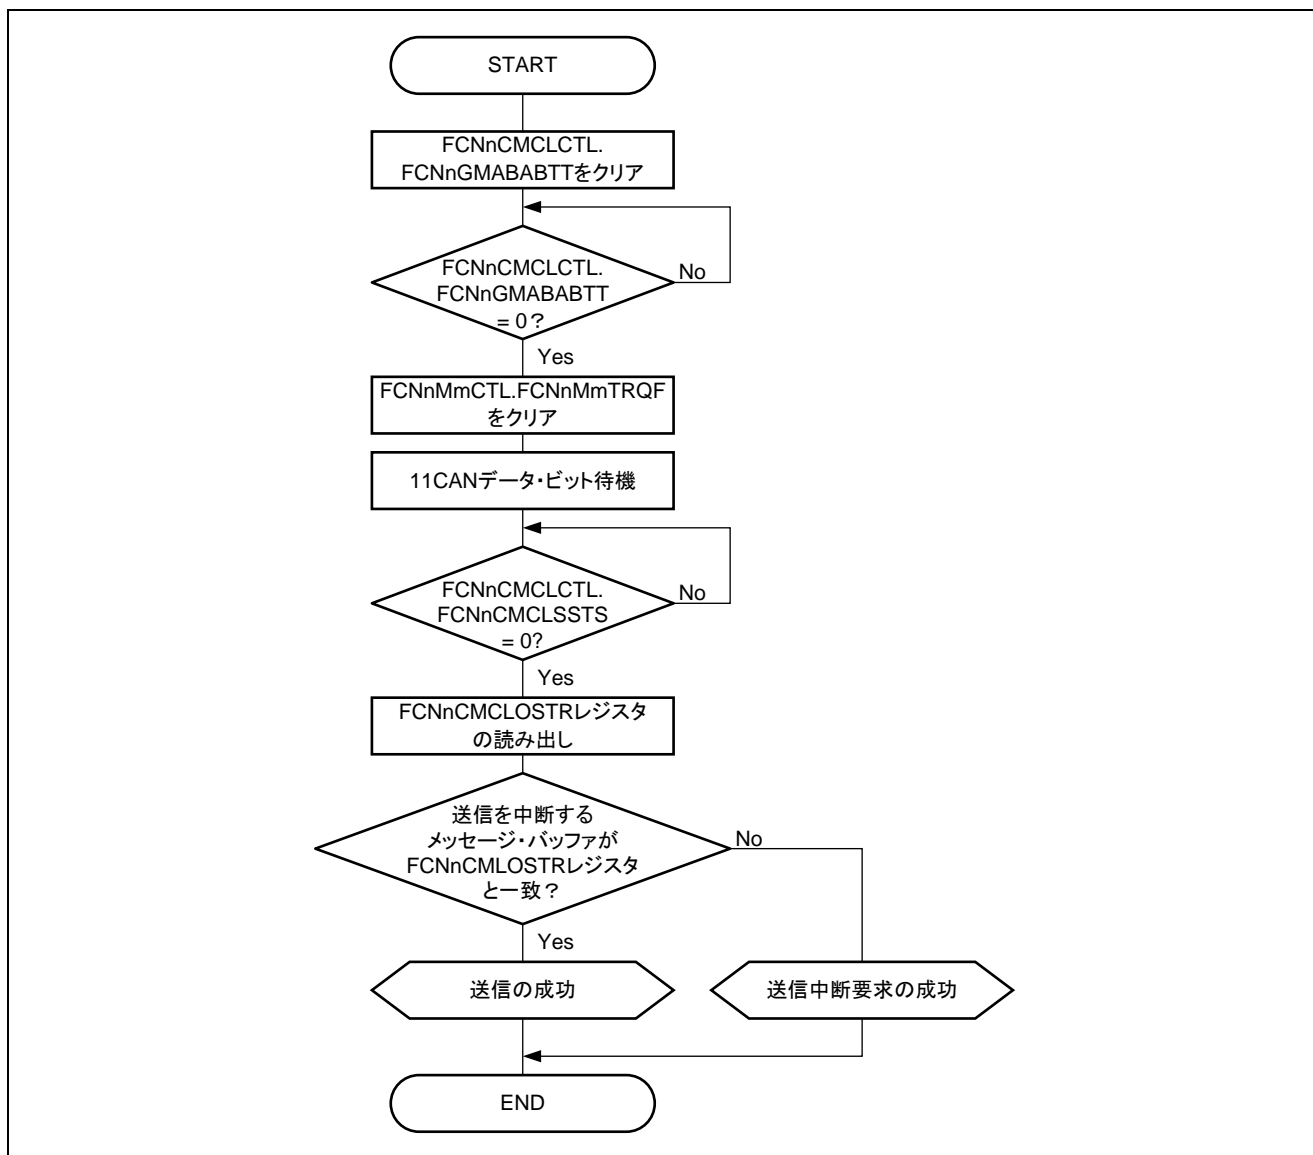 START
FCNnCMCLCTL.
FCNnGMABABTTをクリア
FCNnCMCLCTL.
FCNnGMABABTT
= 0？
No
Yes
FCNnMmCTL.FCNnMmTRQF
をクリア
11CANデータ・ビット待機
FCNnCMCLCTL.
FCNnCMCLSSTS
= 0?
No
Yes
FCNnCMCLOSTRレジスタ
の読み出し
送信を中断する
メッセージ・バッファが
FCNnCMLOSTRレジスタ
と一致？
No
Yes
送信の成功
送信中断要求の成功
END